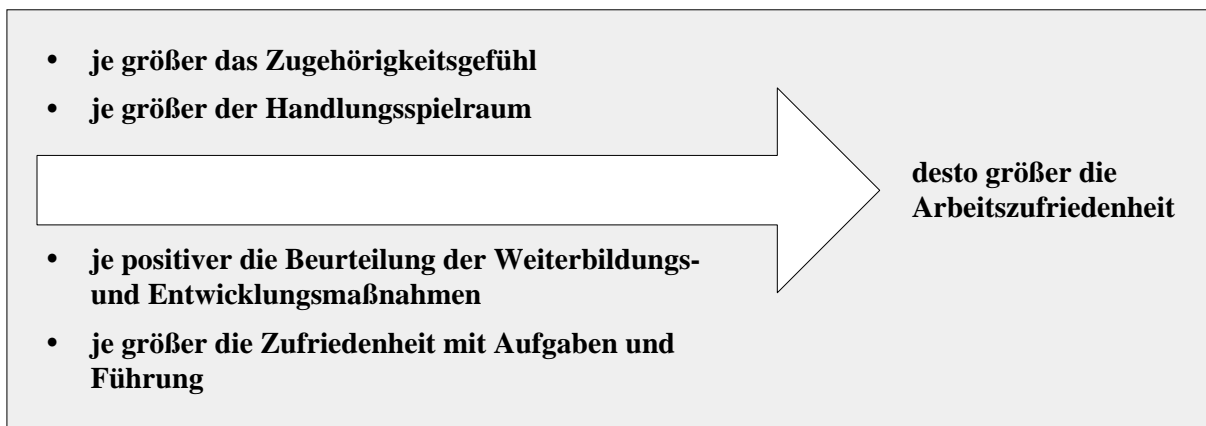 • je größer das Zugehörigkeitsgefühl
• je größer der Handlungsspielraum
desto größer die
Arbeitszufriedenheit
• je positiver die Beurteilung der Weiterbildungs-
und Entwicklungsmaßnahmen
• je größer die Zufriedenheit mit Aufgaben und
Führung